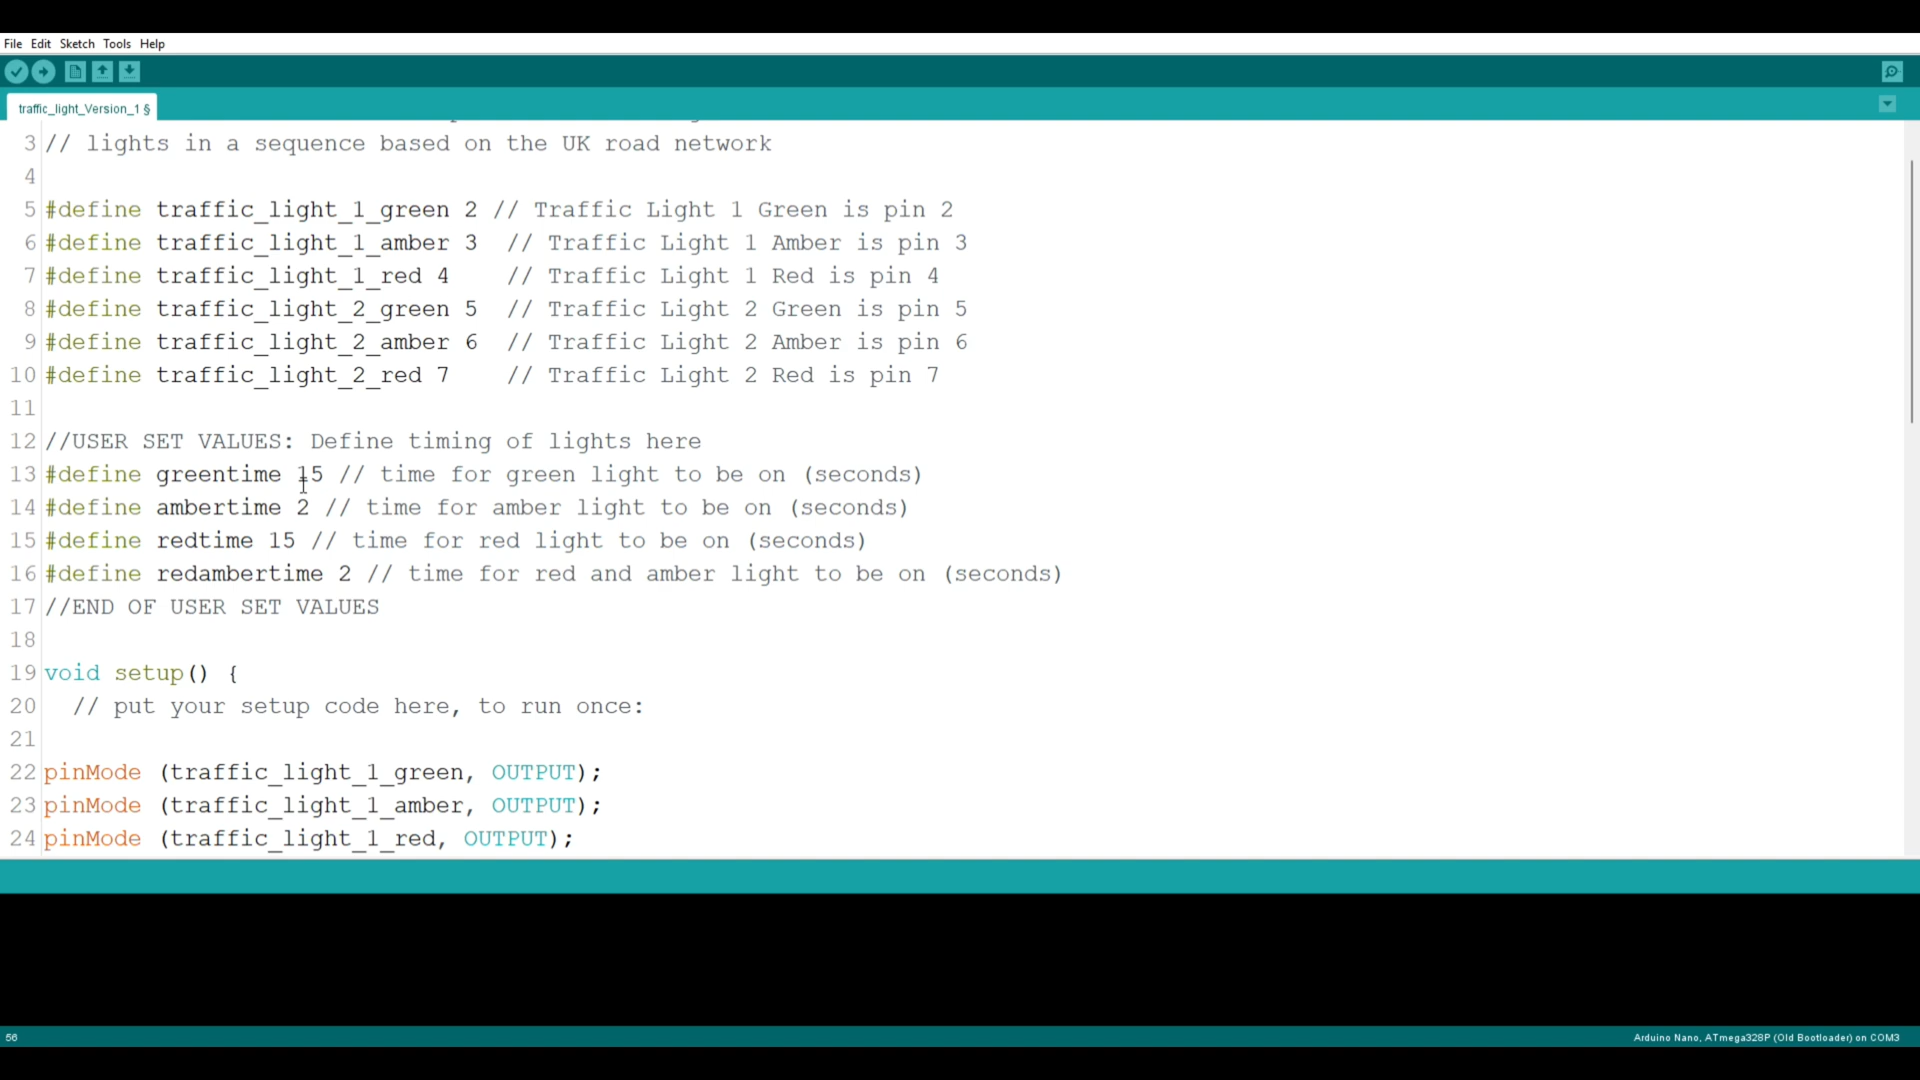 File Edit Sketch Tools Help
traffic_light_Version_1 §
3 // lights in a sequence based on the UK road network
4
5 #define traffic_light_1_green 2 // Traffic Light 1 Green is pin 2
6 #define traffic_light_1_amber 3 // Traffic Light 1 Amber is pin 3
7 #define traffic_light_1_red 4 // Traffic Light 1 Red is pin 4
8 #define traffic_light_2_green 5 // Traffic Light 2 Green is pin 5
9 #define traffic_light_2_amber 6 // Traffic Light 2 Amber is pin 6
10 #define traffic_light_2_red 7 // Traffic Light 2 Red is pin 7
11
12 //USER SET VALUES: Define timing of lights here
13 #define greentime 15 // time for green light to be on (seconds)
14 #define ambertime 2 // time for amber light to be on (seconds)
15 #define redtime 15 // time for red light to be on (seconds)
16 #define redambertime 2 // time for red and amber light to be on (seconds)
17 //END OF USER SET VALUES
18
19 void setup() {
20 // put your setup code here, to run once:
21
22 pinMode (traffic_light_1_green, OUTPUT);
23 pinMode (traffic_light_1_amber, OUTPUT);
24 pinMode (traffic_light_1_red, OUTPUT);
56 Arduino Nano, ATmega328P (Old Bootloader) on COM3